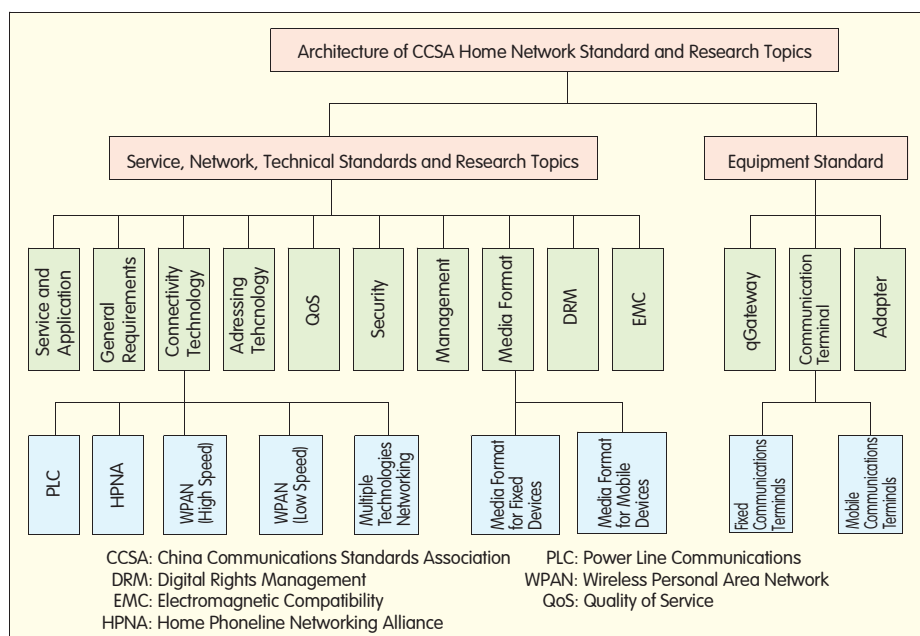 Architecture of CCSA Home Network Standard and Research Topics
Service, Network, Technical Standards and Research Topics
Equipment Standard
Service and
Application
General
Requirements
Connectivity
Technology
Adressing
Tehcnology
QoS
Security
Management
Media Format
DRM
EMC
qGateway
Communication
Terminal
Adapter
PLC
HPNA
WPAN
(High Speed)
WPAN
(Low Speed)
Multiple
Technologies
Networking
Media Format
for Fixed
Devices
Media Format
for Mobile
Devices
Fixed
Communications
Terminals
Mobile
Communications
Terminals
CCSA: China Communications Standards Association
DRM: Digital Rights Management
EMC: Electromagnetic Compatibility
HPNA: Home Phoneline Networking Alliance
PLC: Power Line Communications
WPAN: Wireless Personal Area Network
QoS: Quality of Service